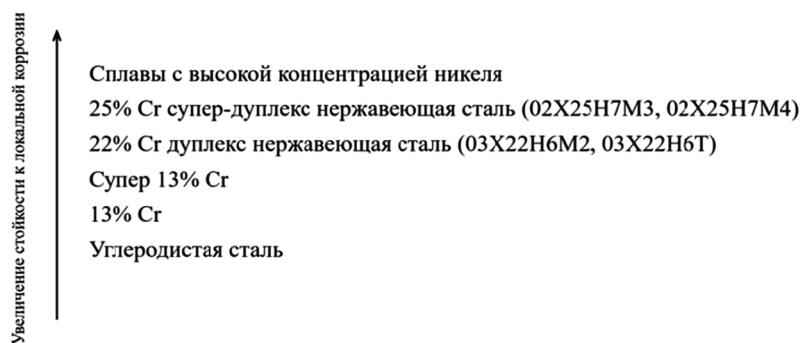 Увеличение стойкости к локальной коррозии
Сплавы с высокой концентрацией никеля
25% Cr супер-дуплекс нержавеющая сталь (02Х25Н7М3, 02Х25Н7М4)
22% Cr дуплекс нержавеющая сталь (03Х22Н6М2, 03Х22Н6Т)
Супер 13% Cr
13% Cr
Углеродистая сталь